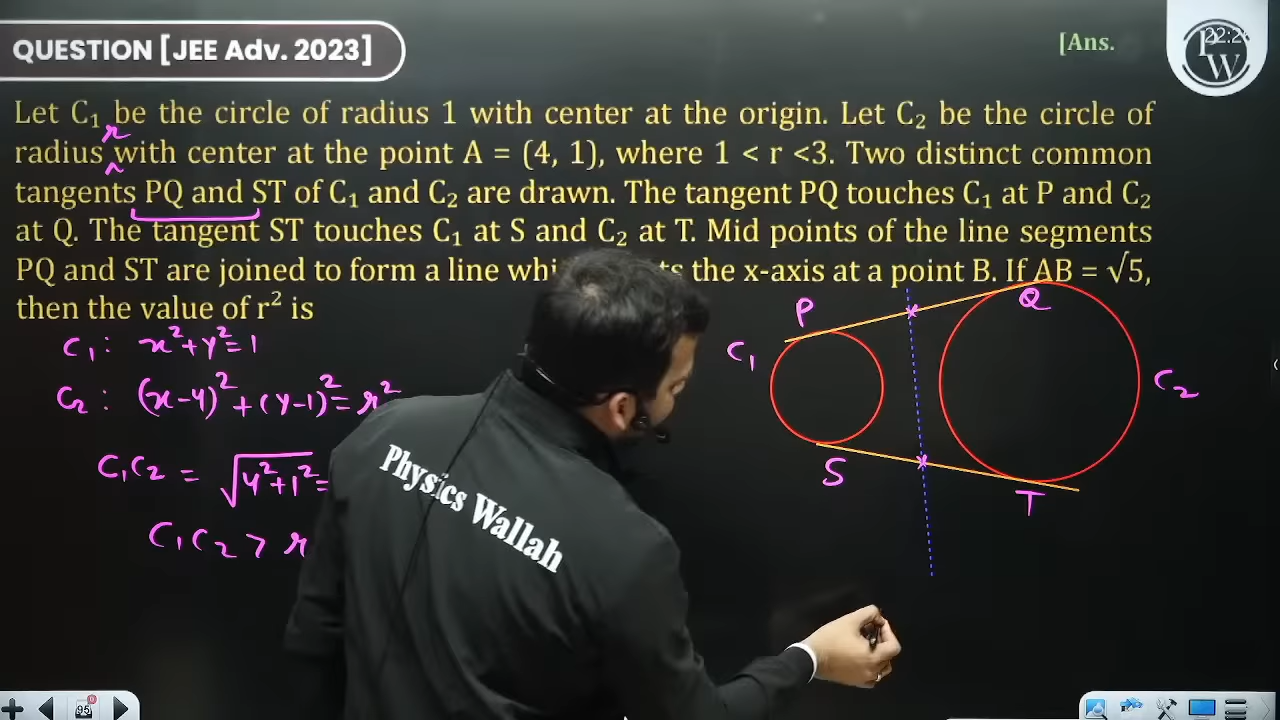 QUESTION [JEE Adv. 2023]
[Ans.
22:2
PW
Let C₁ be the circle of radius 1 with center at the origin. Let C₂ be the circle of
r
radius with center at the point A = (4, 1), where 1 < r <3. Two distinct common
tangents PQ and ST of C₁ and C₂ are drawn. The tangent PQ touches C₁ at P and C₂
at Q. The tangent ST touches C₁ at S and C₂ at T. Mid points of the line segments
PQ and ST are joined to form a line the x-axis at a point B. If AB = √5,
then the value of r² is
C₁ : x²+y²=1
C₂ : (x-4)²+(y-1)²=r²
C₁C₂ = √4²+1² =
C₁C₂ > r
P
Q
C₁
C₂
S
T
Physics Wallah
95